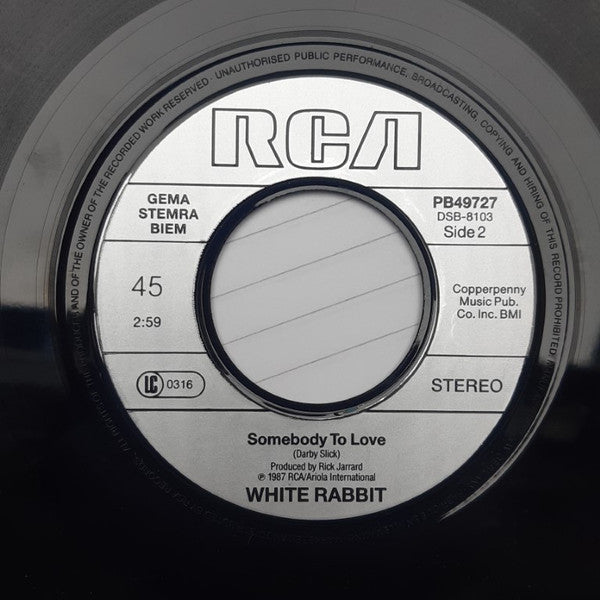 OF THE RECORDED WORK RESERVED · UNAUTHORISED PUBLIC PERFORMANCE, BROADCASTING, COPYING AND HIRING OF THIS RECORD PROHIBITED
AND OF THE OWNER
RCA
GEMA
STEMRA
BIEM
PB49727
DSB-8103
Side 2
45
2:59
Copperpenny
Music Pub.
Co. Inc. BMI
LC 0316
STEREO
Somebody To Love
(Darby Slick)
Produced by Rick Jarrard
℗ 1987 RCA/Ariola International
WHITE RABBIT